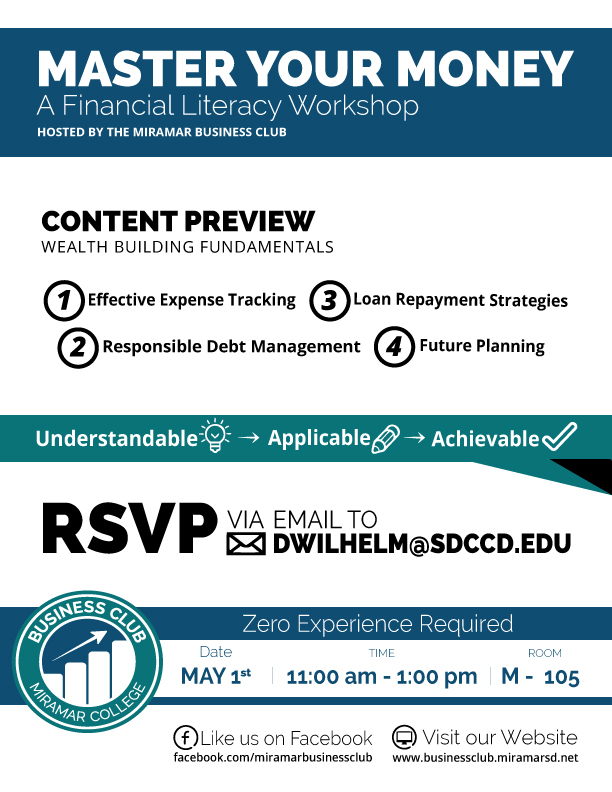 MASTER YOUR MONEY
A Financial Literacy Workshop
HOSTED BY THE MIRAMAR BUSINESS CLUB
CONTENT PREVIEW
WEALTH BUILDING FUNDAMENTALS
1 Effective Expense Tracking
3 Loan Repayment Strategies
2 Responsible Debt Management
4 Future Planning
Understandable → Applicable → Achievable
RSVP
VIA EMAIL TO
DWILHELM@SDCCD.EDU
BUSINESS CLUB
MIRAMAR COLLEGE
Zero Experience Required
Date TIME ROOM
MAY 1st 11:00 am - 1:00 pm M - 105
f Like us on Facebook
facebook.com/miramarbusinessclub
Visit our Website
www.businessclub.miramarsd.net